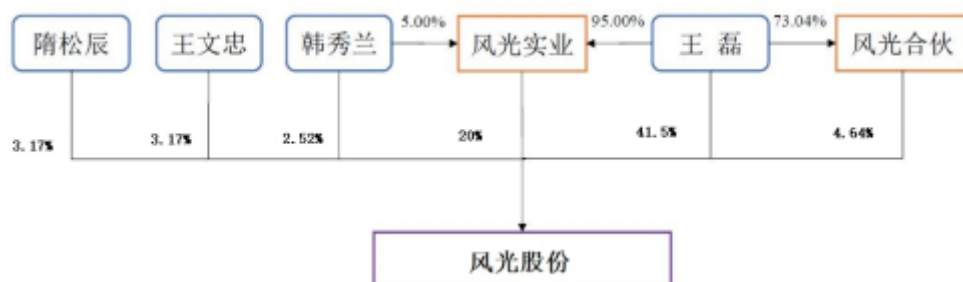 5.00%
95.00%
73.04%
隋松辰
王文忠
韩秀兰
风光实业
王 磊
风光合伙
3.17%
3.17%
2.52%
20%
41.5%
4.64%
风光股份